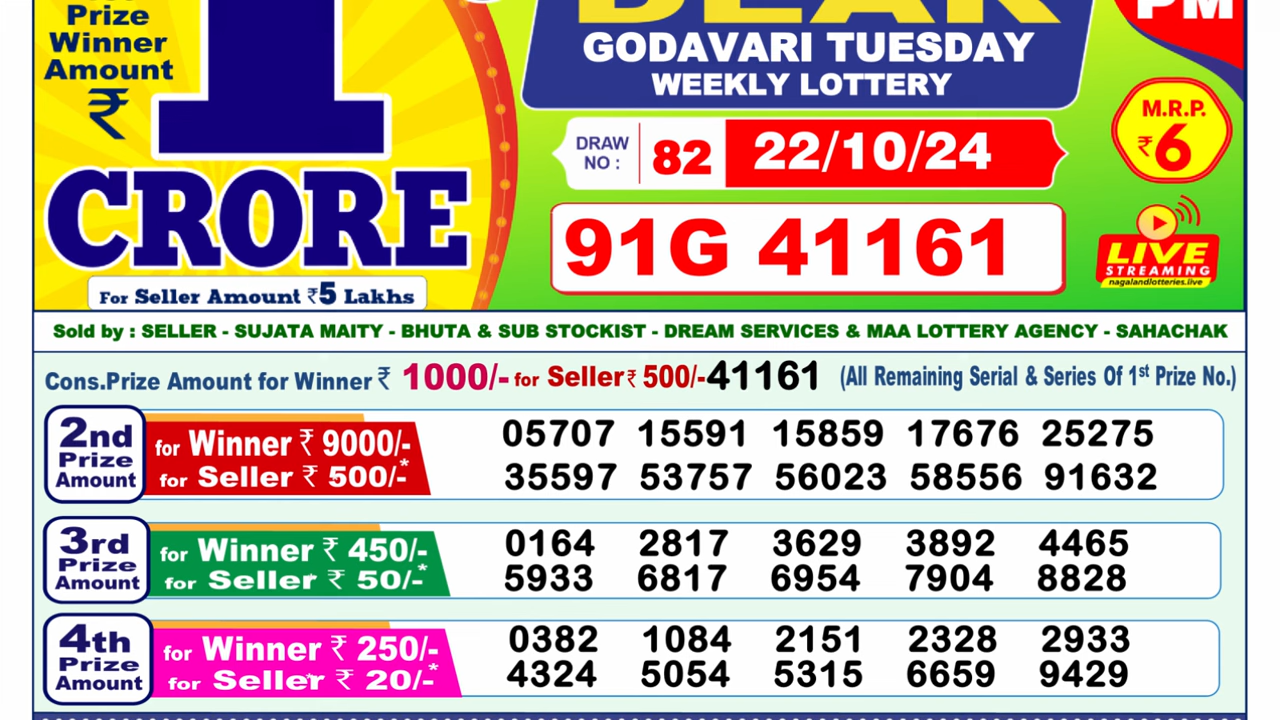 Prize
Winner
Amount
₹
1
CRORE
For Seller Amount ₹5 Lakhs
DEAR
GODAVARI TUESDAY
WEEKLY LOTTERY
PM
DRAW NO : 82 22/10/24
91G 41161
M.R.P.
₹6
LIVE
STREAMING
nagalandlotteries.live
Sold by : SELLER - SUJATA MAITY - BHUTA & SUB STOCKIST - DREAM SERVICES & MAA LOTTERY AGENCY - SAHACHAK
Cons.Prize Amount for Winner ₹ 1000/- for Seller ₹ 500/- 41161 (All Remaining Serial & Series Of 1st Prize No.)
2nd Prize Amount
for Winner ₹ 9000/-
for Seller ₹ 500/-*
05707 15591 15859 17676 25275
35597 53757 56023 58556 91632
3rd Prize Amount
for Winner ₹ 450/-
for Seller ₹ 50/-*
0164 2817 3629 3892 4465
5933 6817 6954 7904 8828
4th Prize Amount
for Winner ₹ 250/-
for Seller ₹ 20/-*
0382 1084 2151 2328 2933
4324 5054 5315 6659 9429